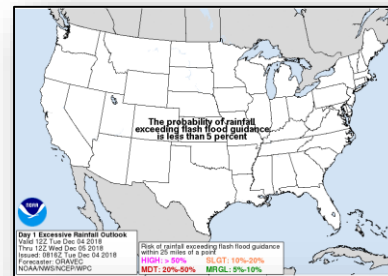 The probability of rainfall
exceeding flash flood guidance
is less than 5 percent
Day 1 Excessive Rainfall Outlook
Valid 12Z Tue Dec 04 2018
Thru 12Z Wed Dec 05 2018
Issued: 0816Z Tue Dec 04 2018
Forecaster: ORAVEC
NOAA/NWS/NCEP/WPC
Risk of rainfall exceeding flash flood guidance
within 25 miles of a point
HIGH: > 50% SLGT: 10%-20%
MDT: 20%-50% MRGL: 5%-10%